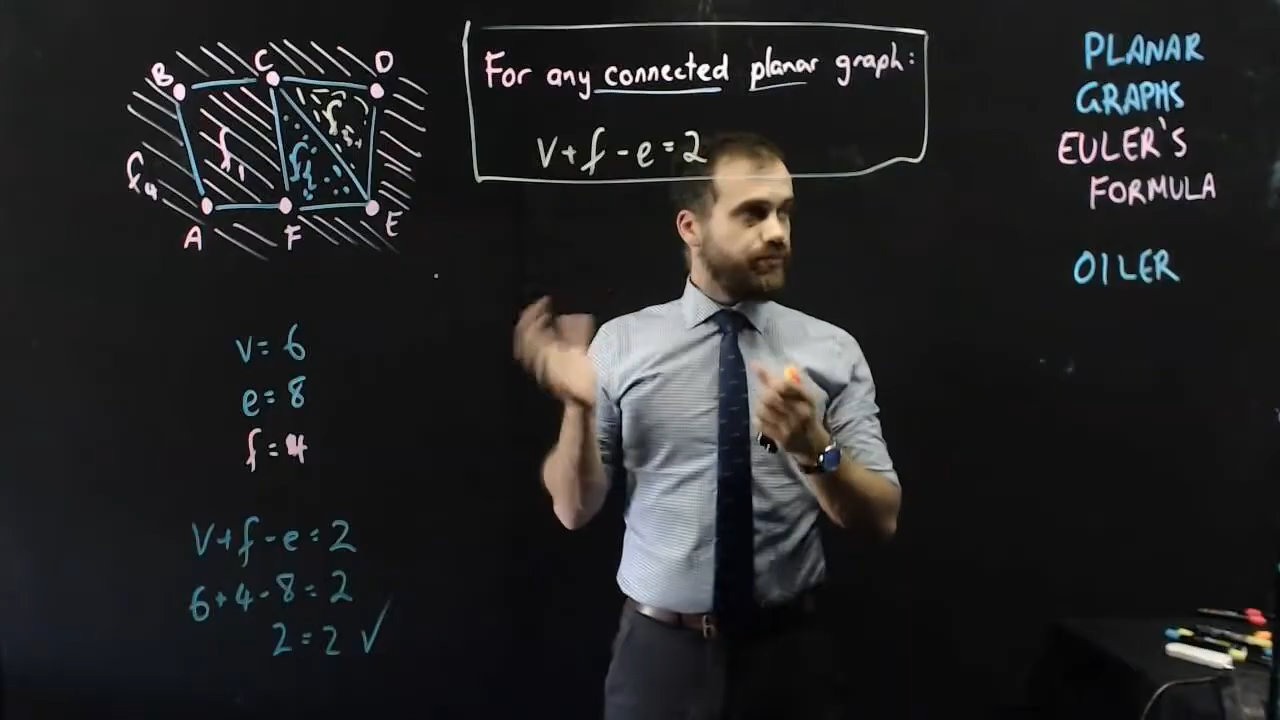 B C D
f₁ f₂ f₃
f₄
A F E
v = 6
e = 8
f = 4
v + f - e = 2
6 + 4 - 8 = 2
2 = 2 ✓
For any connected planar graph:
v + f - e = 2
PLANAR
GRAPHS
EULER'S
FORMULA
OILER